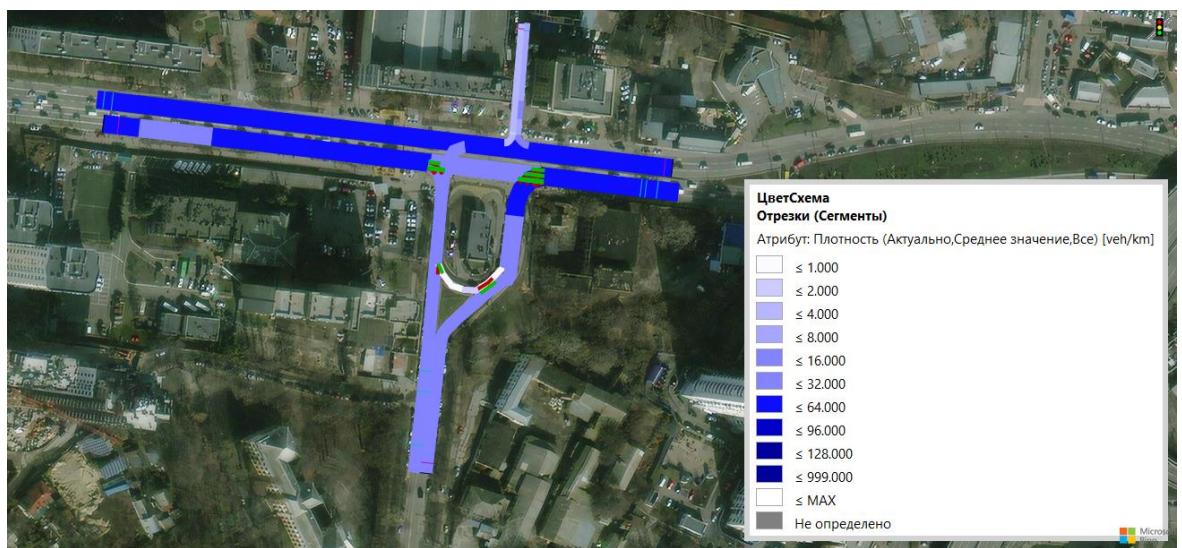 ЦветСхема
Отрезки (Сегменты)
Атрибут: Плотность (Актуально,Среднее значение,Все) [veh/km]
≤ 1.000
≤ 2.000
≤ 4.000
≤ 8.000
≤ 16.000
≤ 32.000
≤ 64.000
≤ 96.000
≤ 128.000
≤ 999.000
≤ MAX
Не определено